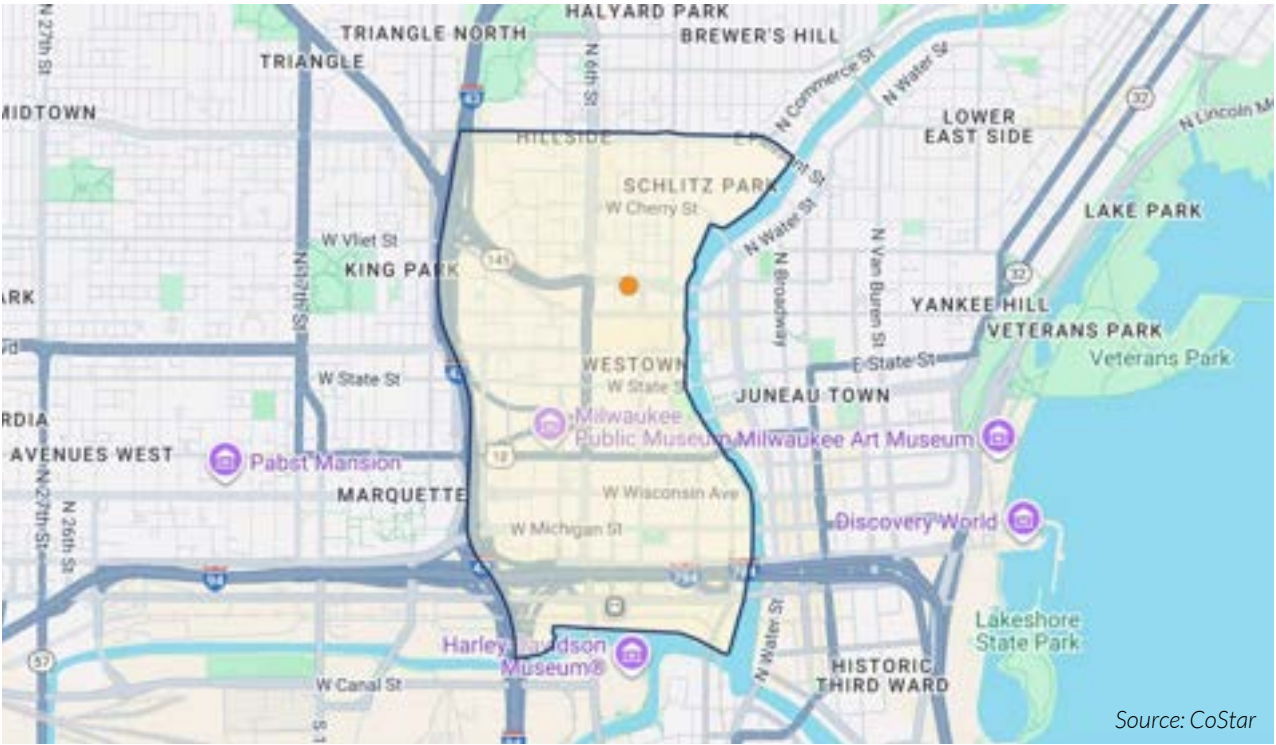 HALYARD PARK
TRIANGLE NORTH
BREWER'S HILL
TRIANGLE
N 27th St
N 6th St
43
N Commerce St
N Water St
32
MIDTOWN
LOWER
EAST SIDE
HILLSIDE
SCHLITZ PARK
W Cherry St
LAKE PARK
W Vliet St
N Water St
KING PARK
145
N 17th St
N Broadway
N Van Buren St
32
YANKEE HILL
VETERANS PARK
Veterans Park
WESTOWN
W State St
W State S
E State St
JUNEAU TOWN
Milwaukee
Public Museum
Milwaukee Art Museum
AVENUES WEST
Pabst Mansion
18
MARQUETTE
W Wisconsin Ave
N 27th St
N 26th St
W Michigan St
Discovery World
94
794
Lakeshore
State Park
Harley Davidson
Museum®
57
N Water St
HISTORIC
THIRD WARD
W Canal St
S 1
Source: CoStar